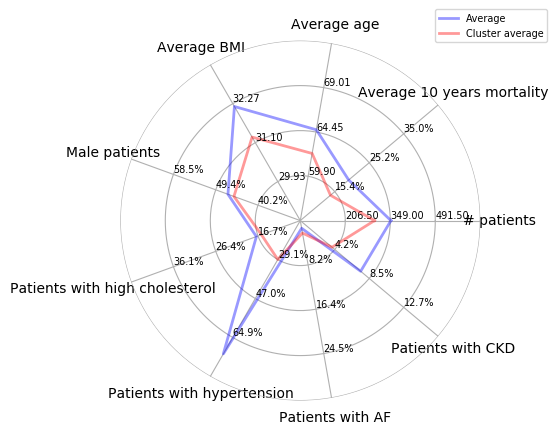 Average
Cluster average
Average age
Average BMI
69.01
Average 10 years mortality
32.27
35.0%
64.45
31.10
Male patients
25.2%
58.5%
59.90
29.93
49.4%
15.4%
40.2%
206.50
349.00
491.50
# patients
16.7%
4.2%
26.4%
29.1%
36.1%
8.2%
8.5%
Patients with high cholesterol
47.0%
16.4%
12.7%
64.9%
Patients with CKD
24.5%
Patients with hypertension
Patients with AF